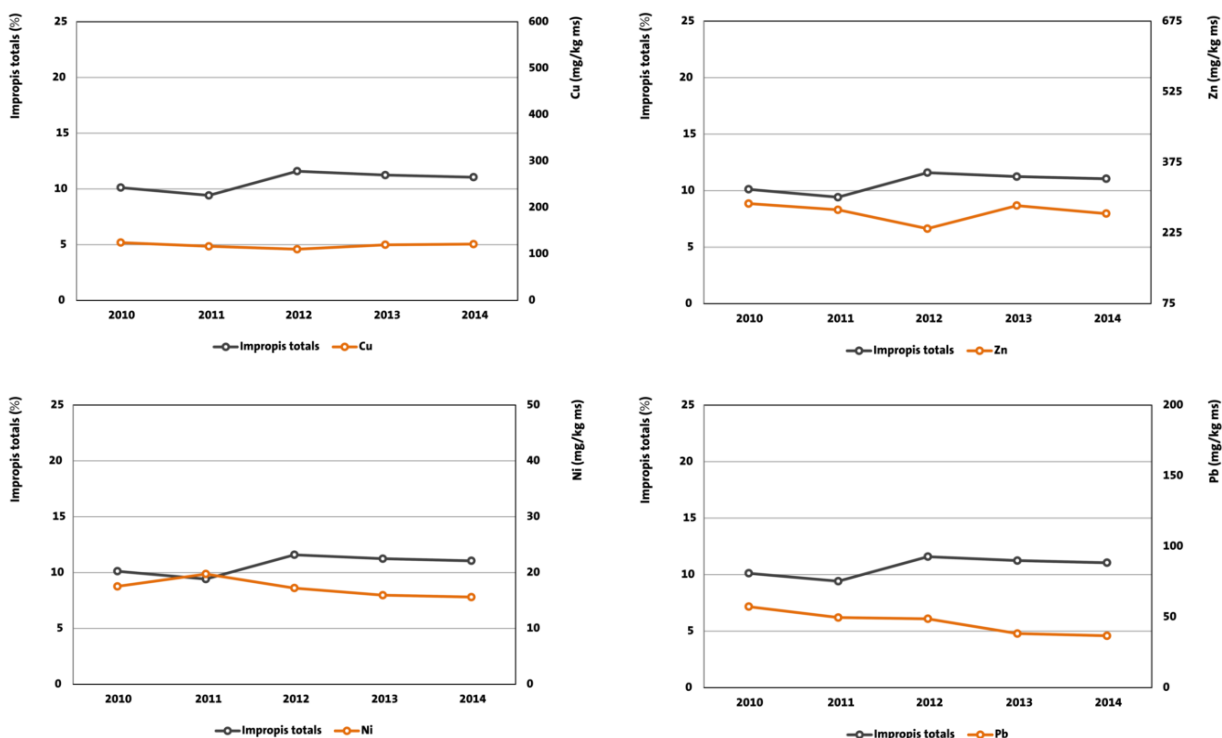 Impropis totals (%)
25
20
15
10
5
0
Cu (mg/kg ms)
600
500
400
300
200
100
0
2010 2011 2012 2013 2014
Impropis totals Cu
Impropis totals (%)
25
20
15
10
5
0
Zn (mg/kg ms)
675
525
375
225
75
2010 2011 2012 2013 2014
Impropis totals Zn
Impropis totals (%)
25
20
15
10
5
0
Ni (mg/kg ms)
50
40
30
20
10
0
2010 2011 2012 2013 2014
Impropis totals Ni
Impropis totals (%)
25
20
15
10
5
0
Pb (mg/kg ms)
200
150
100
50
0
2010 2011 2012 2013 2014
Impropis totals Pb